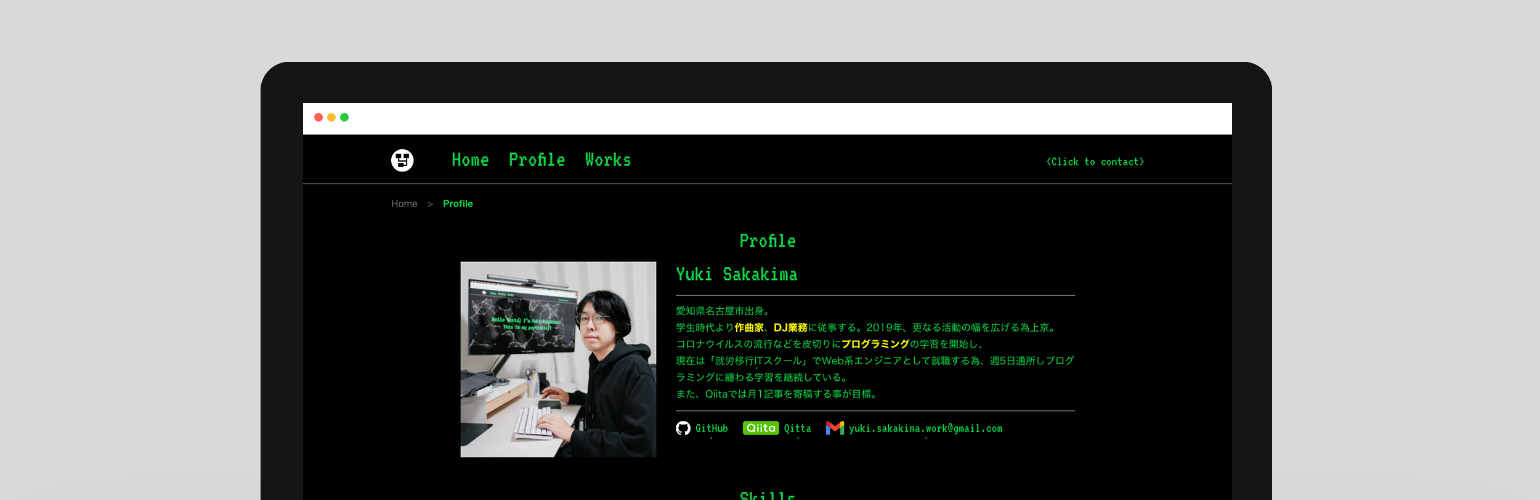 Home Profile Works <Click to contact>
Home > Profile
Profile
Yuki Sakakima
愛知県名古屋市出身。
学生時代より作曲家、DJ業務に従事する。2019年、更なる活動の幅を広げる為上京。
コロナウイルスの流行などを皮切りにプログラミングの学習を開始し、
現在は「就労移行ITスクール」でWeb系エンジニアとして就職する為、週5日通所しプログ
ラミングに纏わる学習を継続している。
また、Qiitaでは月1記事を寄稿する事が目標。
GitHub Qiita Qitta yuki.sakakima.work@gmail.com
Skills